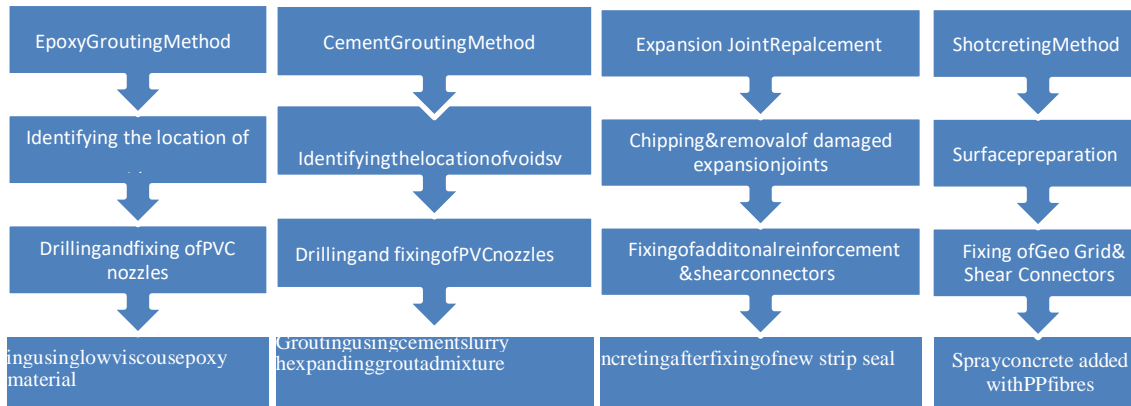 EpoxyGroutingMethod
Identifying the location of
Drillingandfixing ofPVC
nozzles
ingusinglowviscousepoxy
material
CementGroutingMethod
Identifyingthelocationofvoidsv
Drillingand fixingofPVCnozzles
Groutingusingcementslurry
hexpandinggroutadmixture
Expansion JointRepalcement
Chipping&removalof damaged
expansionjoints
Fixingofadditonalreinforcement
&shearconnectors
ncretingafterfixingofnew strip seal
ShotcretingMethod
Surfacepreparation
Fixing ofGeo Grid&
Shear Connectors
Sprayconcrete added
withPPfibres